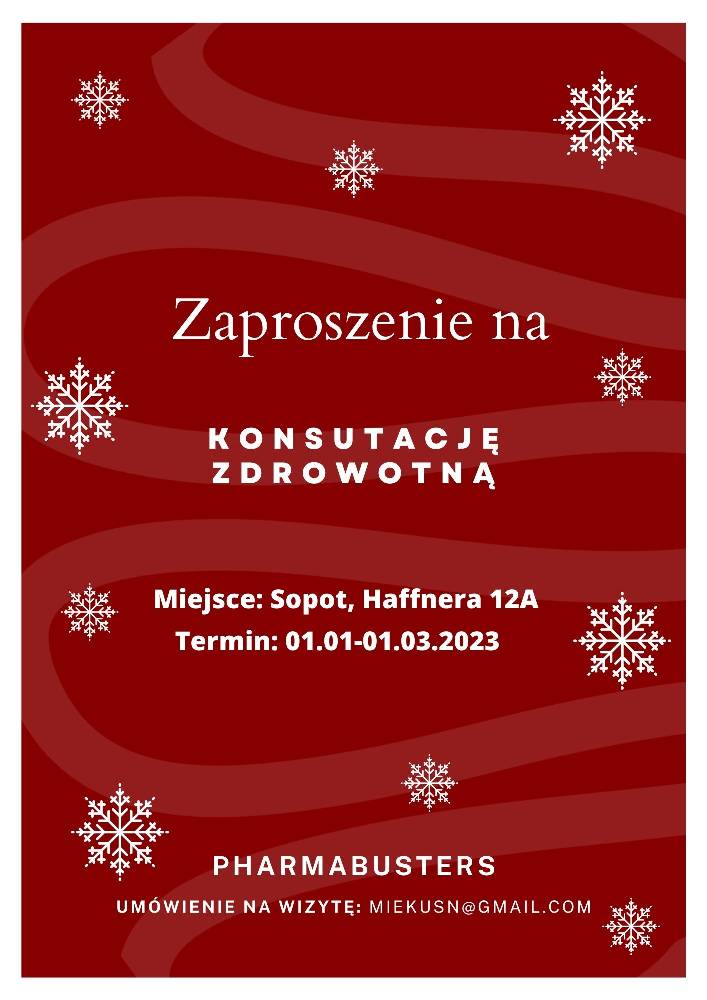 Zaproszenie na
KONSUTACJĘ
ZDROWOTNĄ
Miejsce: Sopot, Haffnera 12A
Termin: 01.01-01.03.2023
PHARMABUSTERS
UMÓWIENIE NA WIZYTĘ: MIEKUSN@GMAIL.COM